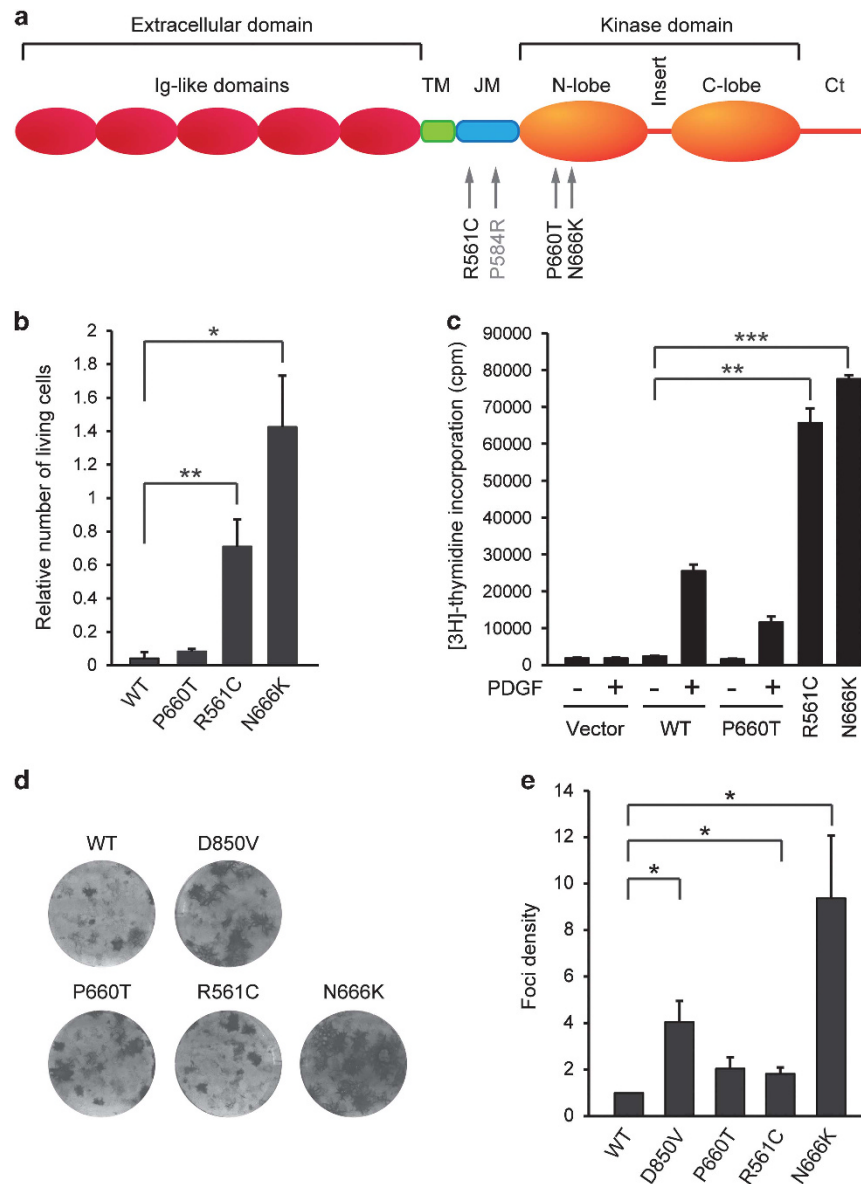 a
Extracellular domain
Kinase domain
Ig-like domains
TM
JM
N-lobe
Insert
C-lobe
Ct
R561C
P584R
P660T
N666K
b
Relative number of living cells
2
1.8
1.6
1.4
1.2
1
0.8
0.6
0.4
0.2
0
*
**
WT
P660T
R561C
N666K
c
[3H]-thymidine incorporation (cpm)
90000
80000
70000
60000
50000
40000
30000
20000
10000
0
***
**
PDGF - + - + - +
Vector
WT
P660T
R561C
N666K
d
WT
D850V
P660T
R561C
N666K
e
Foci density
14
12
10
8
6
4
2
0
*
*
*
WT
D850V
P660T
R561C
N666K